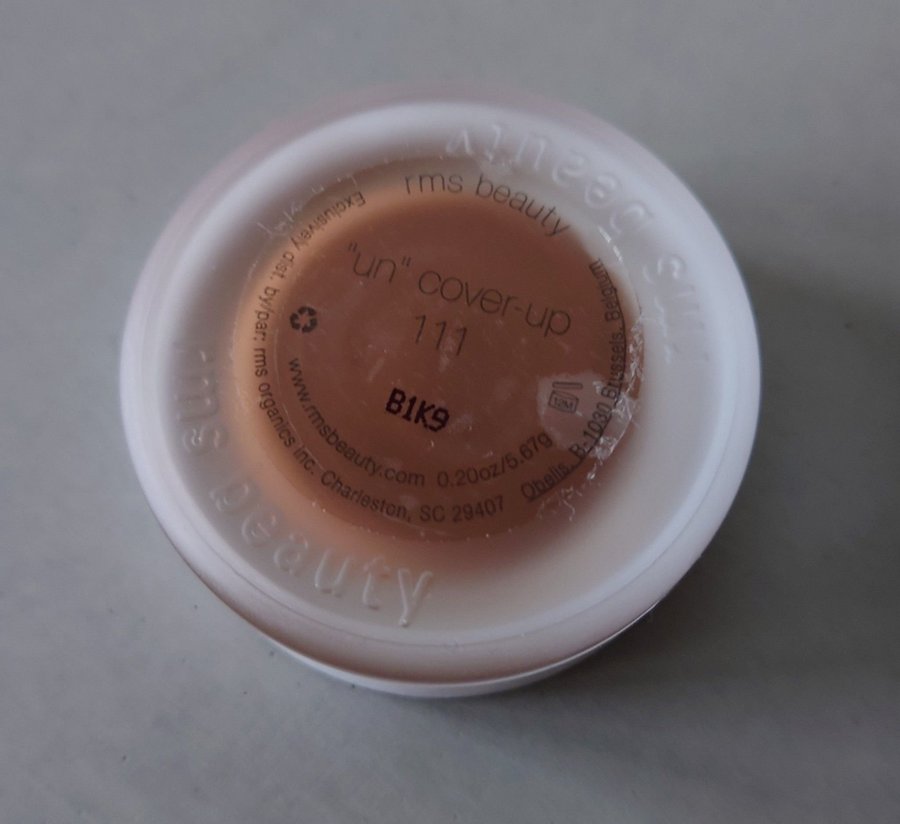 rms beauty
"un" cover-up
111
B1K9
www.rmsbeauty.com 0.20oz/5.67g
Exclusively dist. by/par: rms organics inc. Charleston, SC 29407 Obelis, B-1030 Brussels, Belgium
rms beauty
rms beauty